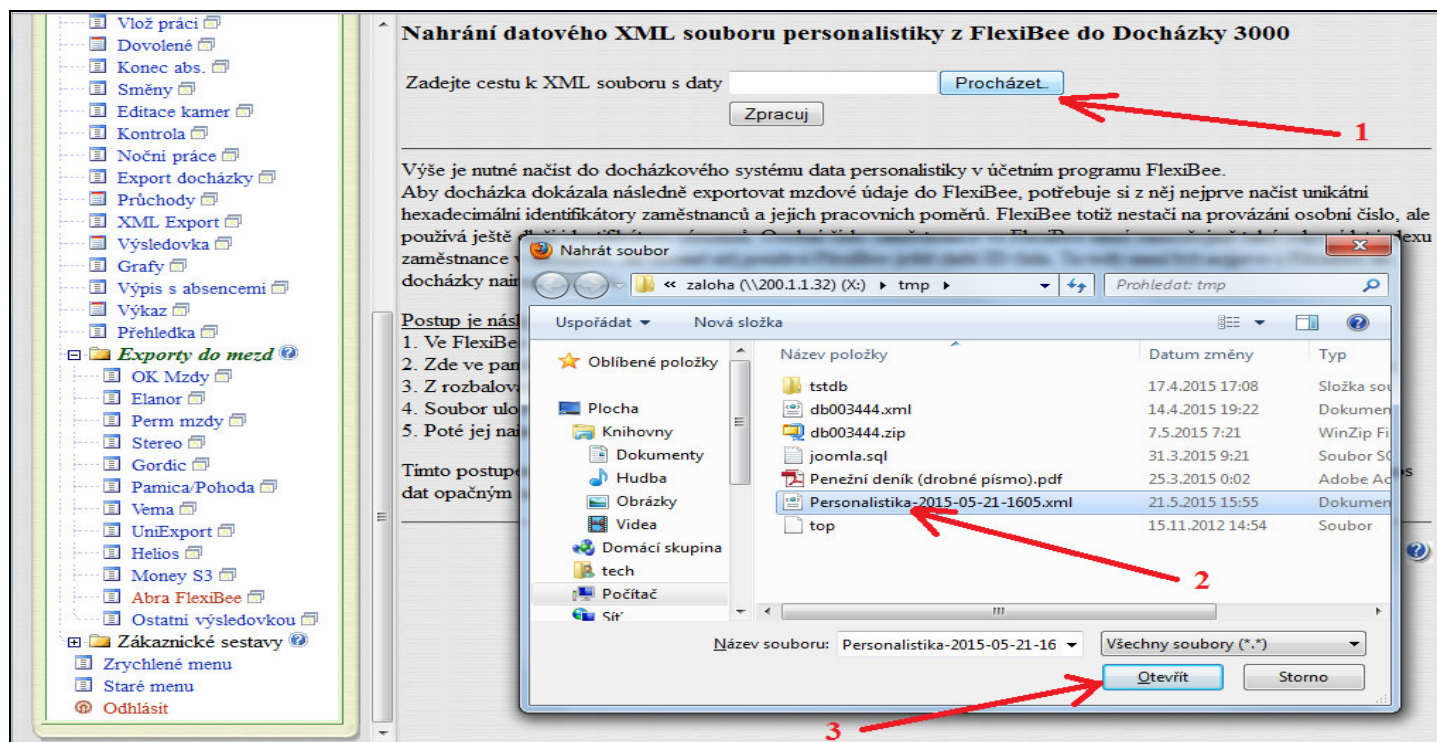 Vlož práci
Dovolené
Konec abs.
Směny
Editace kamer
Kontrola
Noční práce
Export docházky
Průchody
XML Export
Výsledovka
Grafy
Výpis s absencemi
Výkaz
Přehledka
Exporty do mezd
OK Mzdy
Elanor
Perm mzdy
Stereo
Gordic
Pamica/Pohoda
Vema
UniExport
Helios
Money S3
Abra FlexiBee
Ostatní výsledovkou
Zákaznické sestavy
Zrychlené menu
Staré menu
Odhlásit
Nahrání datového XML souboru personalistiky z FlexiBee do Docházky 3000
Zadejte cestu k XML souboru s daty
Procházet..
Zpracuj
1
Výše je nutné načíst do docházkového systému data personalistiky v účetním programu FlexiBee.
Aby docházka dokázala následně exportovat mzdové údaje do FlexiBee, potřebuje si z něj nejprve načíst unikátní
hexadecimální identifikátory zaměstnanců a jejich pracovních poměrů. FlexiBee totiž nestačí na provázání osobní číslo, ale
používá ještě
zaměstnance
docházky
Postup je
1. Ve
2. Zde ve
3. Z
4. Soubor
5. Poté jej
Tímto
dat opačným
Nahrát soubor
« zaloha (\\200.1.1.32) (X:) ▸ tmp ▸
Prohledat: tmp
Uspořádat
Nová složka
Oblíbené položky
Plocha
Knihovny
Dokumenty
Hudba
Obrázky
Videa
Domácí skupina
tech
Počítač
Síť
Název položky Datum změny Typ
tstdb 17.4.2015 17:08 Složka sou
db003444.xml 14.4.2015 19:22 Dokumen
db003444.zip 7.5.2015 7:21 WinZip Fi
joomla.sql 31.3.2015 9:21 Soubor SQ
Penežní deník (drobné písmo).pdf 25.3.2015 0:02 Adobe Ac
Personalistika-2015-05-21-1605.xml 21.5.2015 15:55 Dokumen
top 15.11.2012 14:54 Soubor
2
Název souboru: Personalistika-2015-05-21-16
Všechny soubory (*.*)
Otevřít
Storno
3